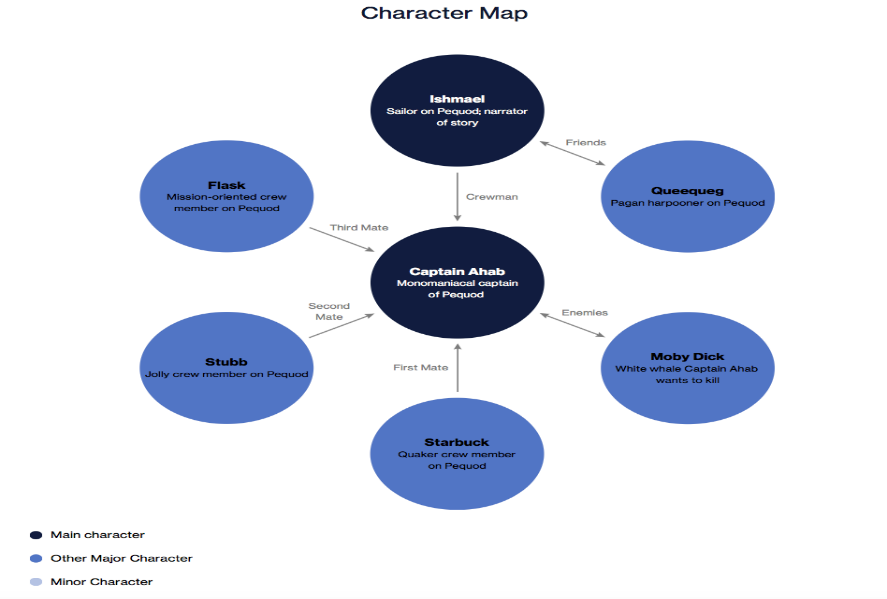 Character Map
Ishmael
Sailor on Pequod; narrator
of story
Friends
Flask
Mission-oriented crew
member on Pequod
Queequeg
Pagan harpooner on Pequod
Crewman
Third Mate
Captain Ahab
Monomaniacal captain
of Pequod
Second
Mate
Enemies
Stubb
Jolly crew member on Pequod
First Mate
Moby Dick
White whale Captain Ahab
wants to kill
Starbuck
Quaker crew member
on Pequod
Main character
Other Major Character
Minor Character